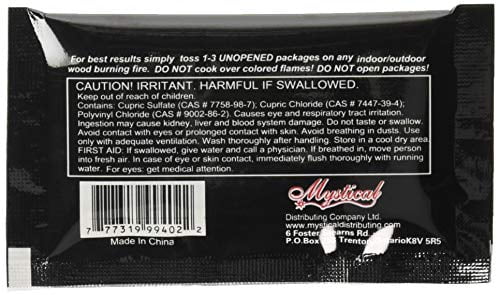 For best results simply toss 1-3 UNOPENED packages on any indoor/outdoor
wood burning fire. DO NOT cook over colored flames! DO NOT open packages!
CAUTION! IRRITANT. HARMFUL IF SWALLOWED.
Keep out of reach of children.
Contains: Cupric Sulfate (CAS # 7758-98-7); Cupric Chloride (CAS # 7447-39-4);
Polyvinyl Chloride (CAS # 9002-86-2). Causes eye and respiratory tract irritation.
Ingestion may cause kidney, liver and blood system damage. Do not taste or swallow.
Avoid contact with eyes or prolonged contact with skin. Avoid breathing in dusts. Use
only with adequate ventilation. Wash thoroughly after handling. Store in a cool dry area.
FIRST AID: If swallowed, give water and call a physician. If breathed in, move person
into fresh air. In case of eye or skin contact, immediately flush thoroughly with running
water. For eyes: get medical attention.
Mystical
Distributing Company Ltd.
www.mysticaldistributing.com
6 Foster Stearns Rd.
P.O.Box Trenton, OntarioK8V 5R5
7 77319 99402 2
Made In China